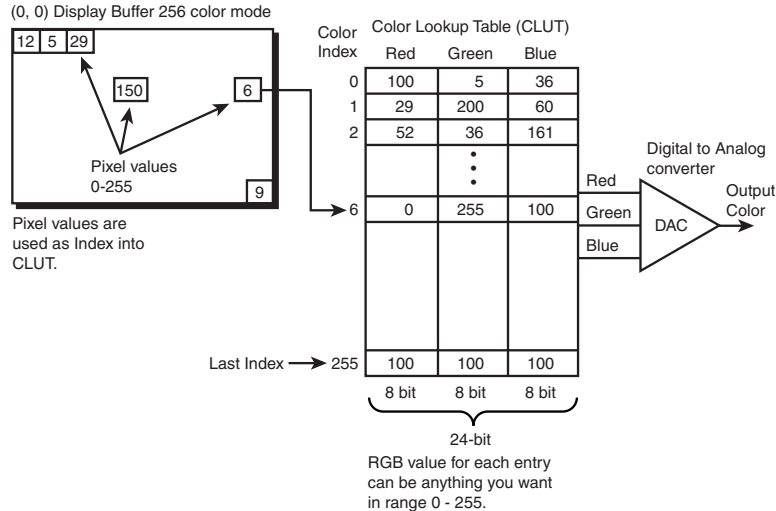 (0, 0) Display Buffer 256 color mode
12 5 29
150
6
Pixel values
0-255
9
Pixel values are
used as Index into
CLUT.
Color
Index
Color Lookup Table (CLUT)
Red Green Blue
0 100 5 36
1 29 200 60
2 52 36 161
6 0 255 100
Last Index 255 100 100 100
8 bit 8 bit 8 bit
24-bit
RGB value for each entry
can be anything you want
in range 0 - 255.
Digital to Analog
converter
Red
Green
Blue
DAC
Output
Color